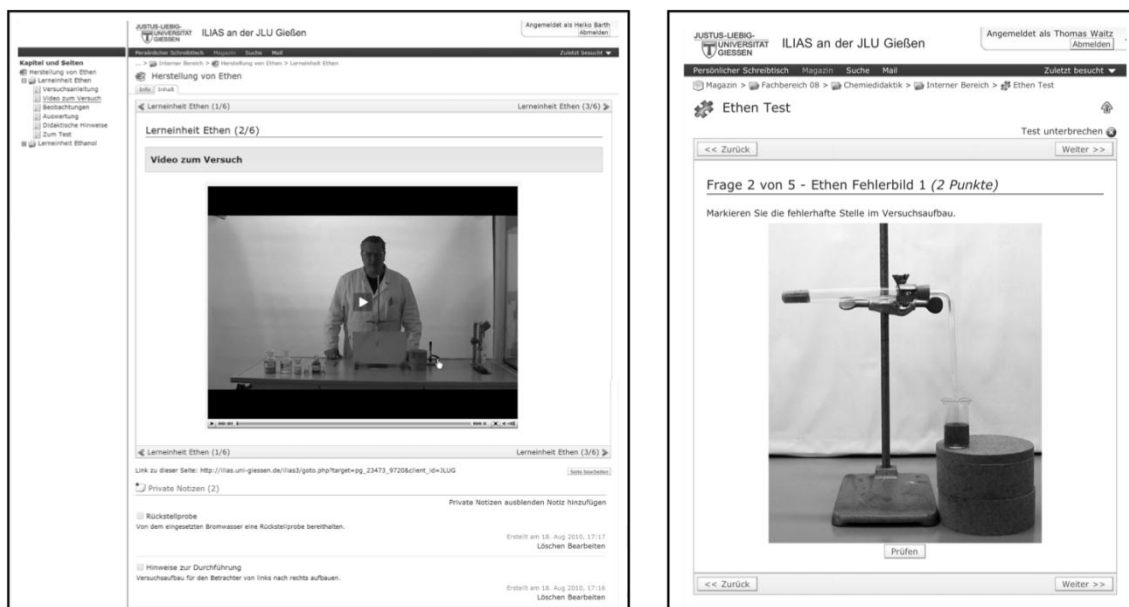 JUSTUS-LIEBIG-
UNIVERSITÄT
GIESSEN
ILIAS an der JLU Gießen
Angemeldet als Heiko Barth
Abmelden
Persönlicher Schreibtisch Magazin Suche Mail
Zuletzt besucht
... > Interner Bereich > Herstellung von Ethen > Lerneinheit Ethen
Herstellung von Ethen
Info Inhalt
Kapitel und Seiten
Herstellung von Ethen
Lerneinheit Ethen
Versuchsanleitung
Video zum Versuch
Beobachtungen
Auswertung
Didaktische Hinweise
Zum Test
Lerneinheit Ethanol
Lerneinheit Ethen (1/6) Lerneinheit Ethen (3/6)
Lerneinheit Ethen (2/6)
Video zum Versuch
Lerneinheit Ethen (1/6) Lerneinheit Ethen (3/6)
Link zu dieser Seite: http://ilias.uni-giessen.de/ilias3/goto.php?target=pg_23473_9720&client_id=JLUG
Seite bearbeiten
Private Notizen (2)
Private Notizen ausblenden Notiz hinzufügen
Rückstellprobe
Von dem eingesetzten Bromwasser eine Rückstellprobe bereithalten.
Erstellt am 18. Aug 2010, 17:17
Löschen Bearbeiten
Hinweise zur Durchführung
Versuchsaufbau für den Betrachter von links nach rechts aufbauen.
Erstellt am 18. Aug 2010, 17:16
Löschen Bearbeiten
JUSTUS-LIEBIG-
UNIVERSITÄT
GIESSEN
ILIAS an der JLU Gießen
Angemeldet als Thomas Waitz
Abmelden
Persönlicher Schreibtisch Magazin Suche Mail
Zuletzt besucht
Magazin > Fachbereich 08 > Chemiedidaktik > Interner Bereich > Ethen Test
Ethen Test
Test unterbrechen
<< Zurück Weiter >>
Frage 2 von 5 - Ethen Fehlerbild 1 (2 Punkte)
Markieren Sie die fehlerhafte Stelle im Versuchsaufbau.
Prüfen
<< Zurück Weiter >>